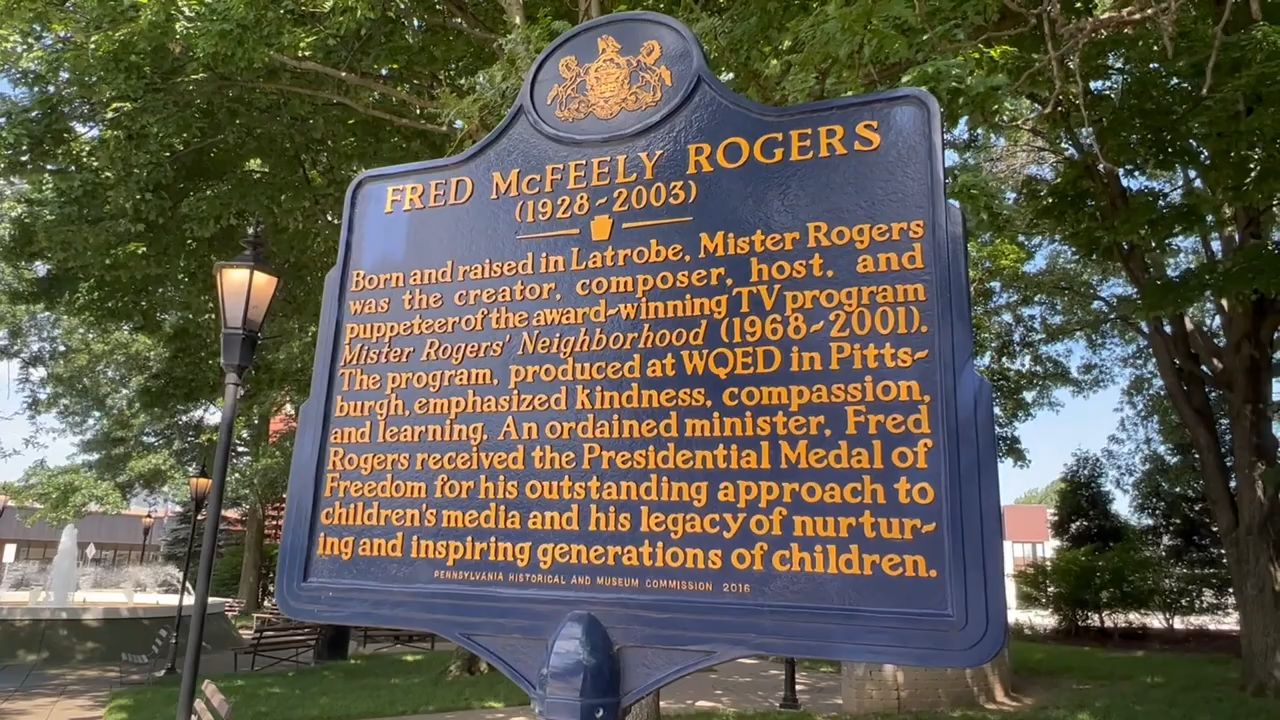 FRED McFEELY ROGERS
(1928-2003)
Born and raised in Latrobe, Mister Rogers
was the creator, composer, host, and
puppeteer of the award-winning TV program
Mister Rogers' Neighborhood (1968-2001).
The program, produced at WQED in Pitts-
burgh, emphasized kindness, compassion,
and learning. An ordained minister, Fred
Rogers received the Presidential Medal of
Freedom for his outstanding approach to
children's media and his legacy of nurtur-
ing and inspiring generations of children.
PENNSYLVANIA HISTORICAL AND MUSEUM COMMISSION 2016